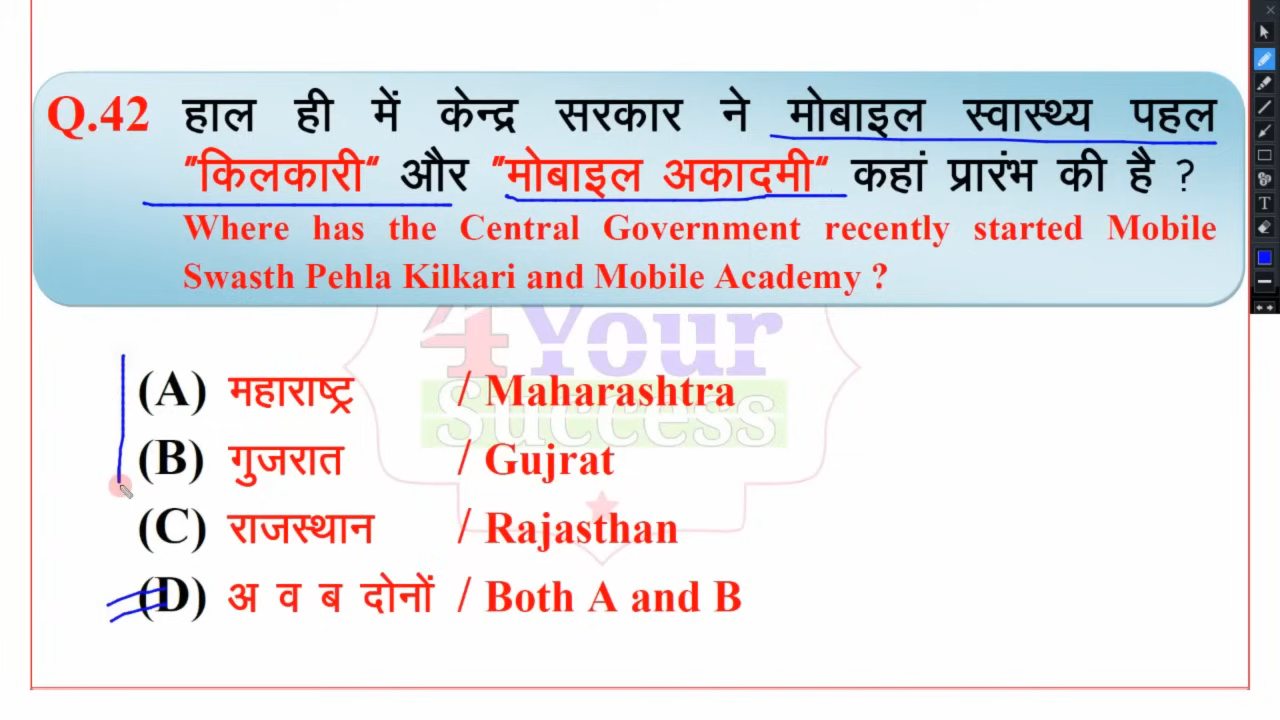 Q.42 हाल ही में केन्द्र सरकार ने मोबाइल स्वास्थ्य पहल
"किलकारी" और "मोबाइल अकादमी" कहां प्रारंभ की है ?
Where has the Central Government recently started Mobile
Swasth Pehla Kilkari and Mobile Academy ?
4Your
Success
(A) महाराष्ट्र / Maharashtra
(B) गुजरात / Gujrat
(C) राजस्थान / Rajasthan
(D) अ व ब दोनों / Both A and B